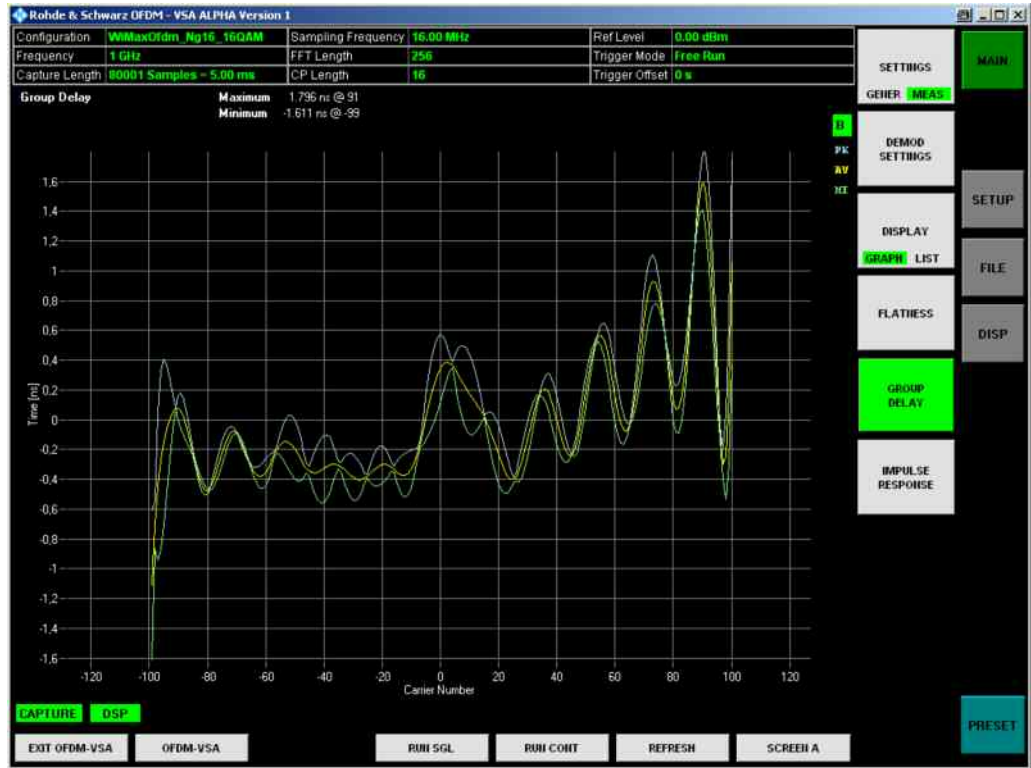 Rohde & Schwarz OFDM - VSA ALPHA Version 1
Configuration WiMaxOfdm_Ng16_16QAM Sampling Frequency 16.00 MHz Ref Level 0.00 dBm
Frequency 1 GHz FFT Length 256 Trigger Mode Free Run
Capture Length 80001 Samples = 5.00 ms CP Length 16 Trigger Offset 0 s
Group Delay Maximum 1.796 ns @ 91
Minimum -1.611 ns @ -99
B
PK
AV
MI
1,6
1,4
1,2
1
0,8
0,6
0,4
0,2
0
-0,2
-0,4
-0,6
-0,8
-1
-1,2
-1,4
-1,6
Time [ns]
-120 -100 -80 -60 -40 -20 0 20 40 60 80 100 120
Carrier Number
SETTINGS
GENER MEAS
DEMOD
SETTINGS
DISPLAY
GRAPH LIST
FLATNESS
GROUP
DELAY
IMPULSE
RESPONSE
MAIN
SETUP
FILE
DISP
PRESET
CAPTURE DSP
EXIT OFDM-VSA OFDM-VSA RUN SGL RUN CONT REFRESH SCREEN A